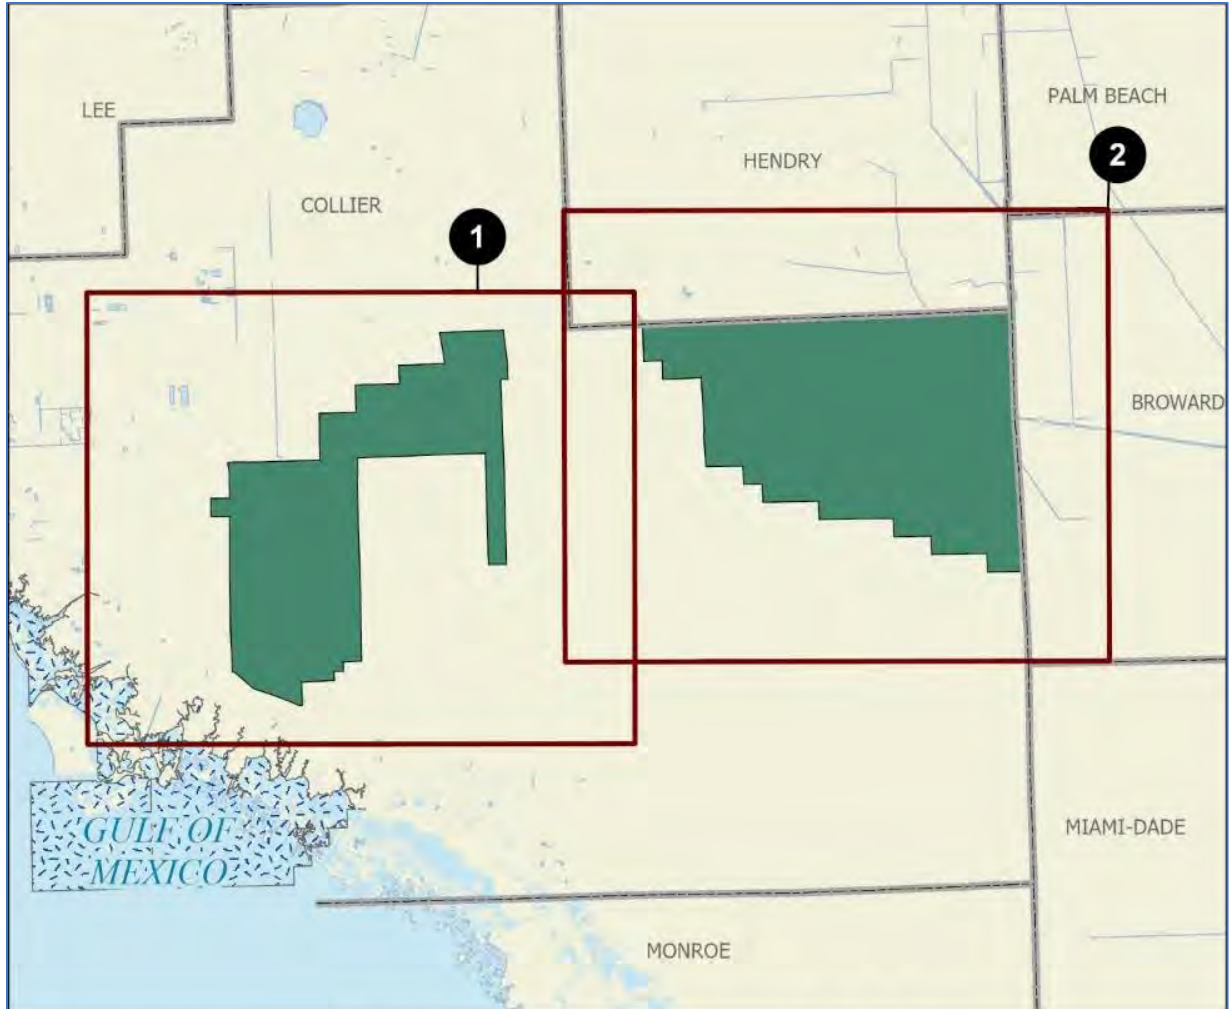 LEE
PALM BEACH
2
HENDRY
COLLIER
1
BROWARD
GULF OF
MEXICO
MIAMI-DADE
MONROE